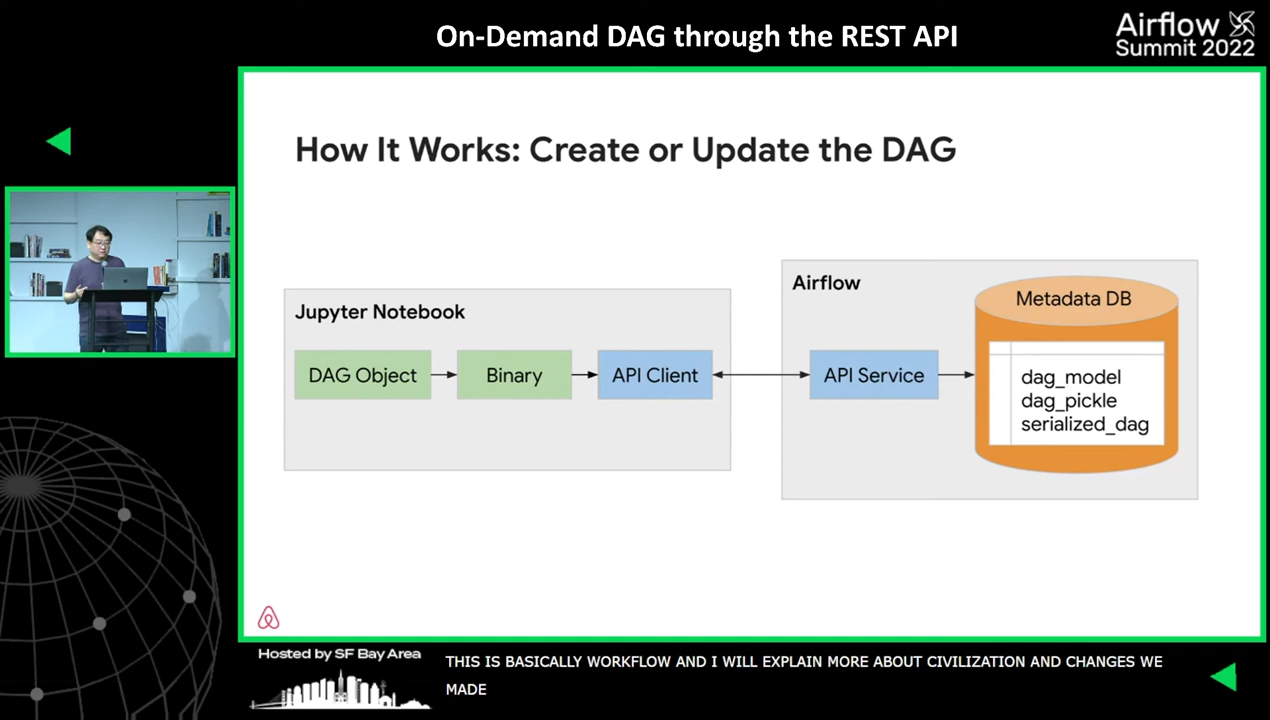 On-Demand DAG through the REST API
Airflow
Summit 2022
How It Works: Create or Update the DAG
Jupyter Notebook
DAG Object
Binary
API Client
Airflow
API Service
Metadata DB
dag_model
dag_pickle
serialized_dag
Hosted by SF Bay Area
THIS IS BASICALLY WORKFLOW AND I WILL EXPLAIN MORE ABOUT CIVILIZATION AND CHANGES WE
MADE